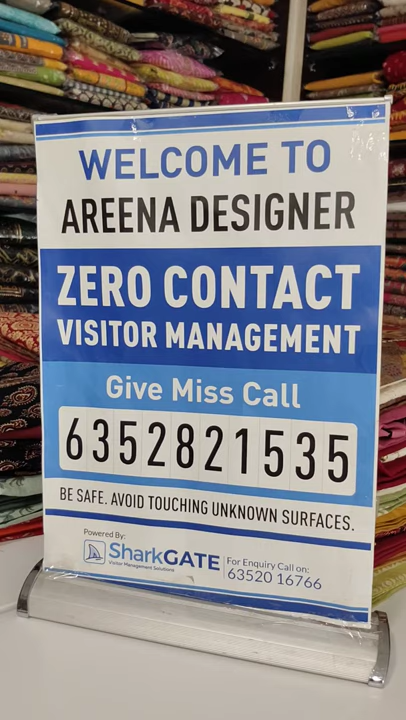 WELCOME TO
AREENA DESIGNER
ZERO CONTACT
VISITOR MANAGEMENT
Give Miss Call
6352821535
BE SAFE. AVOID TOUCHING UNKNOWN SURFACES.
Powered By:
SharkGATE
Visitor Management Solutions
For Enquiry Call on:
63520 16766